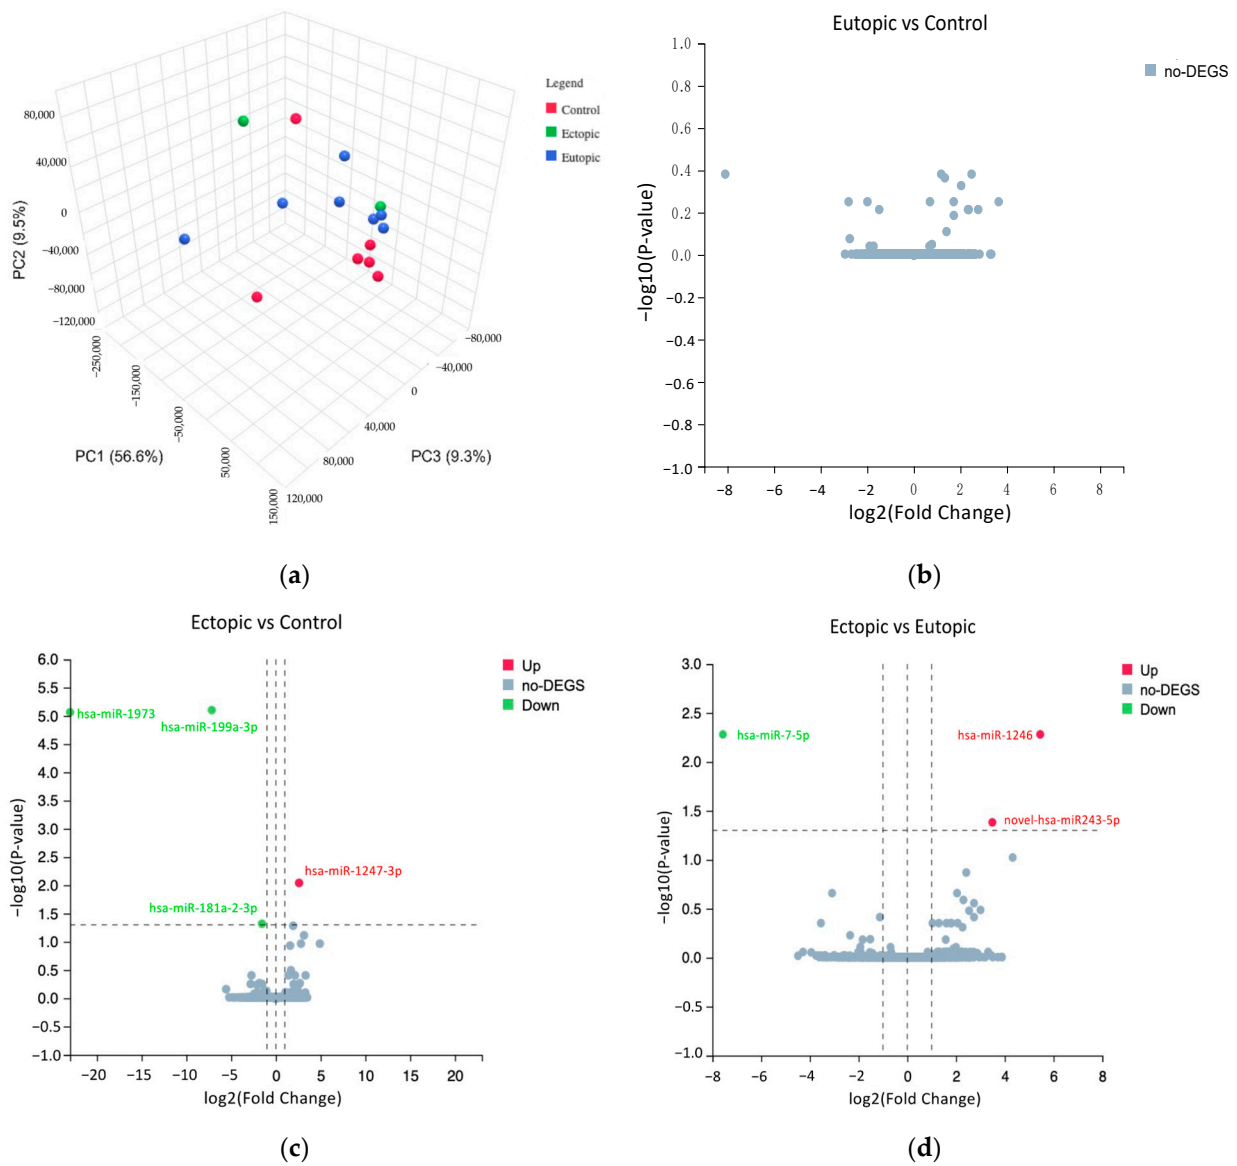 Legend
Control
Ectopic
Eutopic
80,000
40,000
0
−40,000
−80,000
−120,000
PC2 (9.5%)
−250,000
−150,000
−50,000
50,000
150,000
PC1 (56.6%)
−80,000
−40,000
0
40,000
80,000
120,000
PC3 (9.3%)
(a)
Eutopic vs Control
no-DEGS
1.0
0.8
0.6
0.4
0.2
0.0
−0.2
−0.4
−0.6
−0.8
−1.0
−log10(P-value)
−8 −6 −4 −2 0 2 4 6 8
log2(Fold Change)
(b)
Ectopic vs Control
Up
no-DEGS
Down
6.0
5.5
5.0
4.5
4.0
3.5
3.0
2.5
2.0
1.5
1.0
0.5
0.0
−0.5
−1.0
−log10(P-value)
hsa-miR-1973
hsa-miR-199a-3p
hsa-miR-1247-3p
hsa-miR-181a-2-3p
−20 −15 −10 −5 0 5 10 15 20
log2(Fold Change)
(c)
Ectopic vs Eutopic
Up
no-DEGS
Down
3.0
2.5
2.0
1.5
1.0
0.5
0.0
−0.5
−1.0
−log10(P-value)
hsa-miR-7-5p
hsa-miR-1246
novel-hsa-miR243-5p
−8 −6 −4 −2 0 2 4 6 8
log2(Fold Change)
(d)